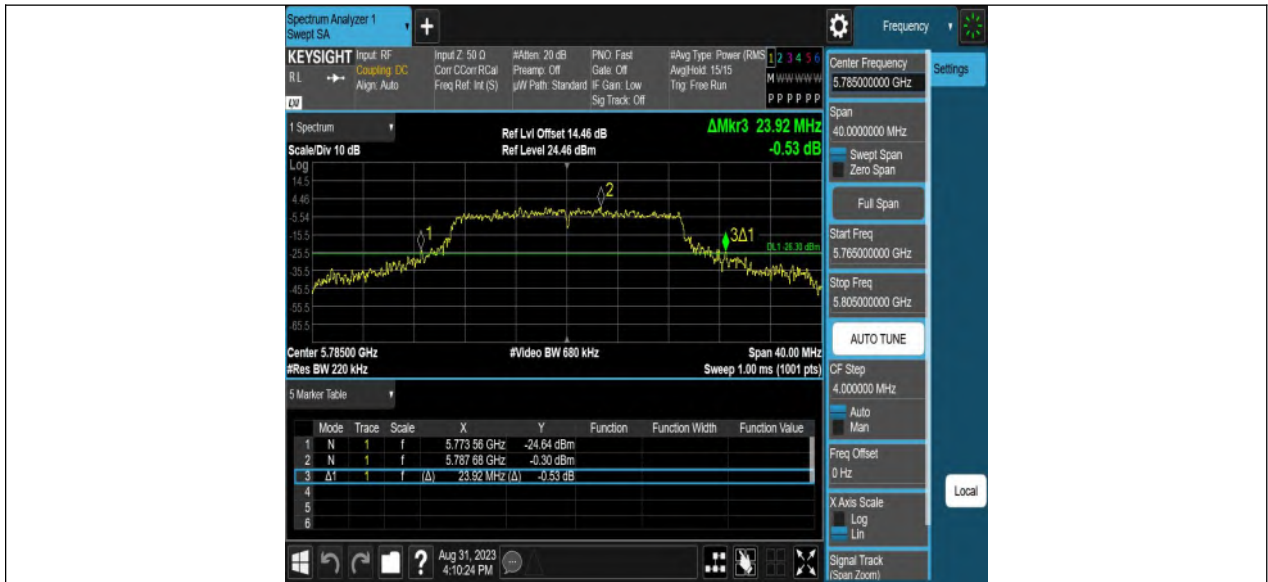 Spectrum Analyzer 1
Swept SA
+
Frequency
KEYSIGHT
RL
LXI
Input: RF
Coupling: DC
Align: Auto
Input Z: 50 Ω
Corr CCorr RCal
Freq Ref: Int (S)
#Atten: 20 dB
Preamp: Off
µW Path: Standard
PNO: Fast
Gate: Off
IF Gain: Low
Sig Track: Off
#Avg Type: Power (RMS
Avg|Hold: 15/15
Trig: Free Run
1 2 3 4 5 6
M W W W W W
P P P P P P
Center Frequency
5.785000000 GHz
Settings
Span
40.0000000 MHz
Swept Span
Zero Span
Full Span
Start Freq
5.765000000 GHz
Stop Freq
5.805000000 GHz
AUTO TUNE
CF Step
4.000000 MHz
Auto
Man
Freq Offset
0 Hz
X Axis Scale
Log
Lin
Signal Track
(Span Zoom)
Local
1 Spectrum
Scale/Div 10 dB
Ref Lvl Offset 14.46 dB
Ref Level 24.46 dBm
ΔMkr3 23.92 MHz
-0.53 dB
Log
14.5
4.46
-5.54
-15.5
-25.5
-35.5
-45.5
-55.5
-65.5
1
2
3Δ1
DL1 -26.30 dBm
Center 5.78500 GHz
#Video BW 680 kHz
Span 40.00 MHz
#Res BW 220 kHz
Sweep 1.00 ms (1001 pts)
5 Marker Table
Mode Trace Scale X Y Function Function Width Function Value
1 N 1 f 5.773 56 GHz -24.64 dBm
2 N 1 f 5.787 68 GHz -0.30 dBm
3 Δ1 1 f (Δ) 23.92 MHz (Δ) -0.53 dB
4
5
6
?
Aug 31, 2023
4:10:24 PM